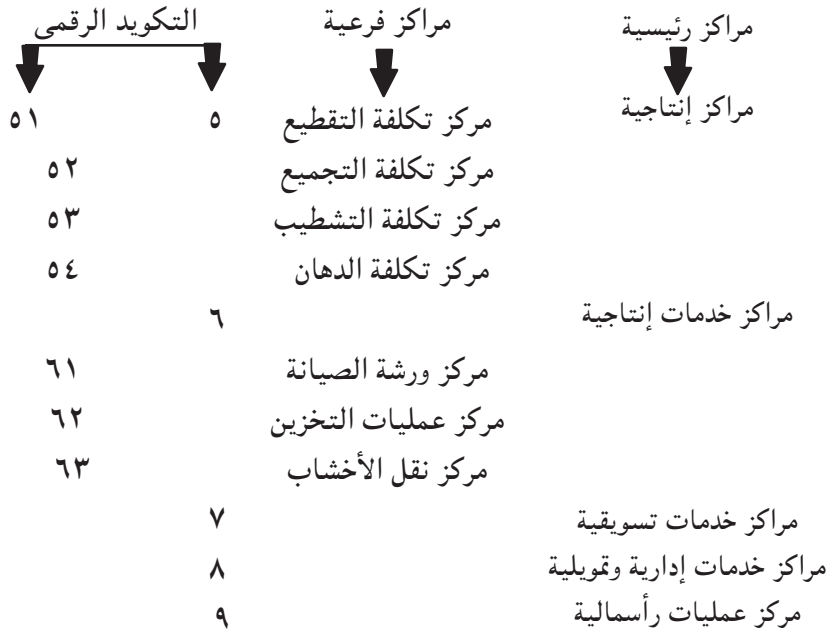 مراكز رئيسية مراكز فرعية التكويد الرقمى
مراكز إنتاجية مركز تكلفة التقطيع ٥ ٥١
مركز تكلفة التجميع ٥٢
مركز تكلفة التشطيب ٥٣
مركز تكلفة الدهان ٥٤
مراكز خدمات إنتاجية ٦
مركز ورشة الصيانة ٦١
مركز عمليات التخزين ٦٢
مركز نقل الأخشاب ٦٣
مراكز خدمات تسويقية ٧
مراكز خدمات إدارية وتمويلية ٨
مركز عمليات رأسمالية ٩